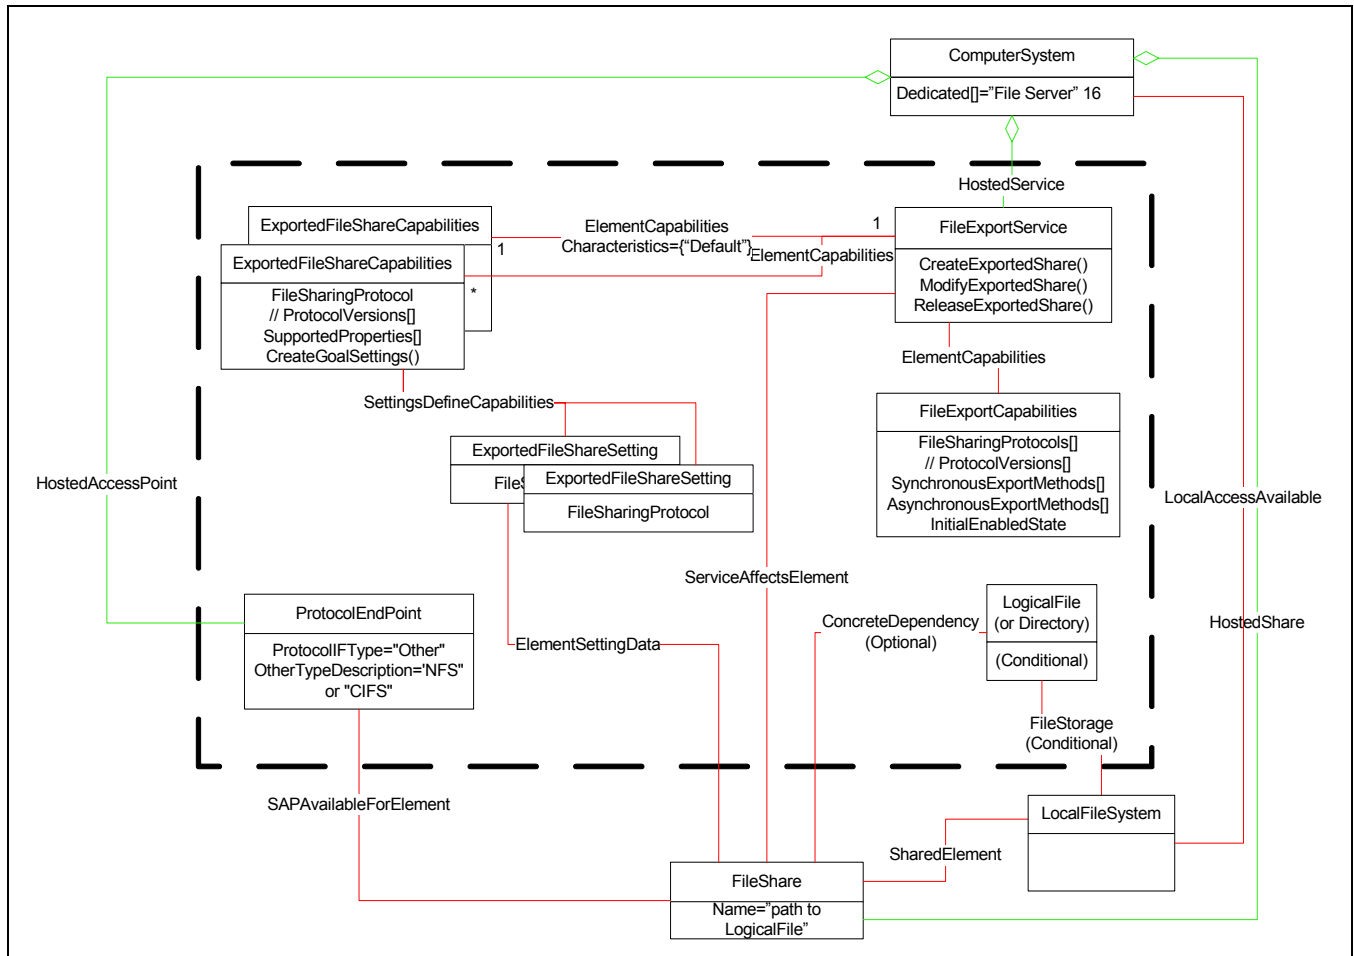 ComputerSystem
Dedicated[]="File Server" 16
HostedService
ExportedFileShareCapabilities
ExportedFileShareCapabilities
FileSharingProtocol
// ProtocolVersions[]
SupportedProperties[]
CreateGoalSettings()
1
*
ElementCapabilities
Characteristics={“Default”}
ElementCapabilities
1
FileExportService
CreateExportedShare()
ModifyExportedShare()
ReleaseExportedShare()
ElementCapabilities
SettingsDefineCapabilities
FileExportCapabilities
FileSharingProtocols[]
// ProtocolVersions[]
SynchronousExportMethods[]
AsynchronousExportMethods[]
InitialEnabledState
ExportedFileShareSetting
FileS
ExportedFileShareSetting
FileSharingProtocol
HostedAccessPoint
LocalAccessAvailable
ServiceAffectsElement
ProtocolEndPoint
ProtocolIFType="Other"
OtherTypeDescription='NFS"
or "CIFS"
ElementSettingData
ConcreteDependency
(Optional)
LogicalFile
(or Directory)
(Conditional)
HostedShare
FileStorage
(Conditional)
SAPAvailableForElement
LocalFileSystem
SharedElement
FileShare
Name=”path to
LogicalFile”